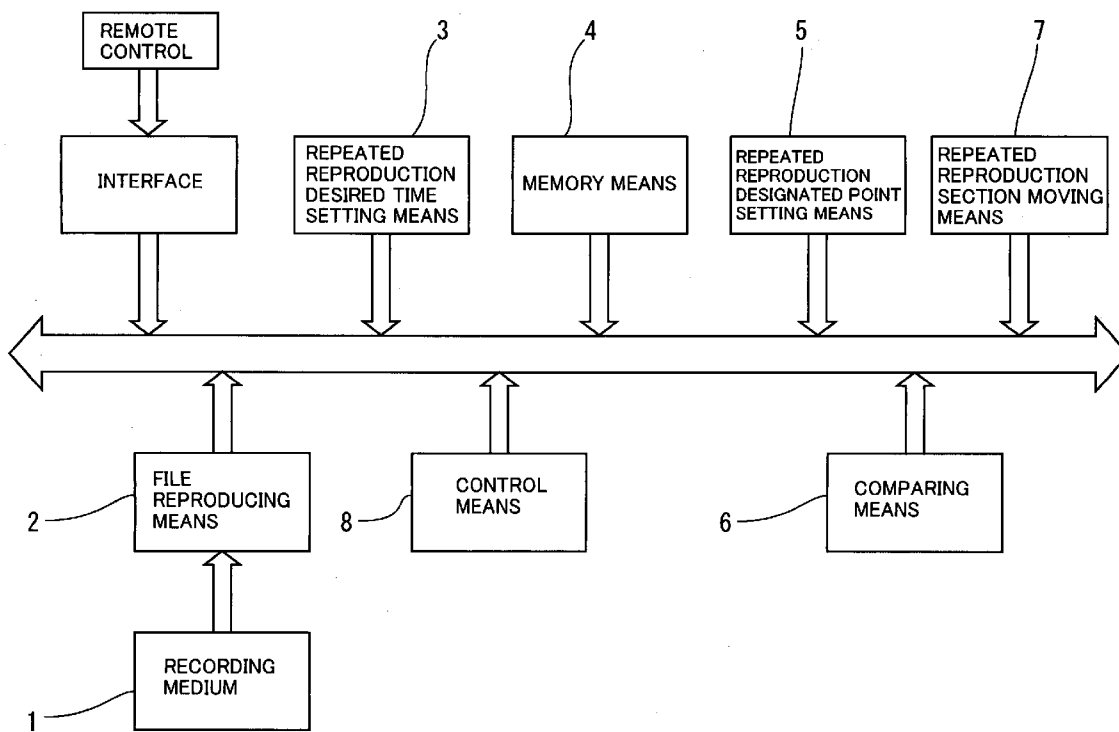 REMOTE
CONTROL
3
4
5
7
INTERFACE
REPEATED
REPRODUCTION
DESIRED TIME
SETTING MEANS
MEMORY MEANS
REPEATED
REPRODUCTION
DESIGNATED POINT
SETTING MEANS
REPEATED
REPRODUCTION
SECTION MOVING
MEANS
2
FILE
REPRODUCING
MEANS
8
CONTROL
MEANS
6
COMPARING
MEANS
1
RECORDING
MEDIUM